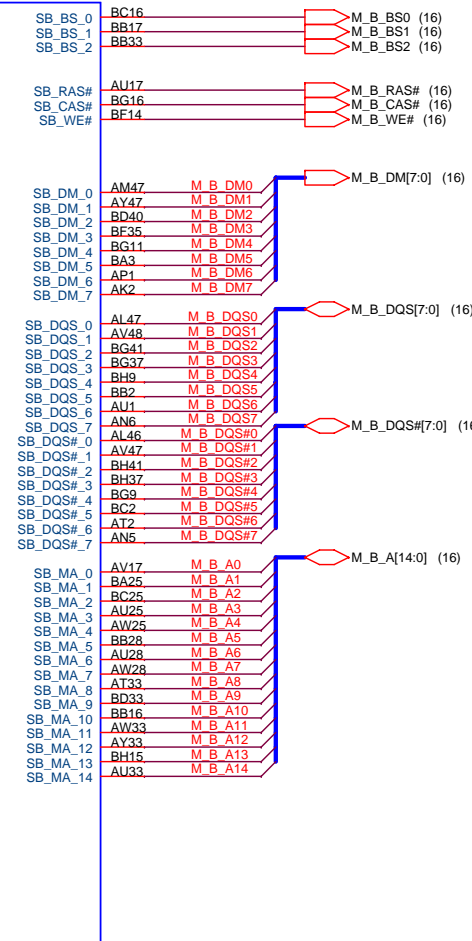 SB_BS_0 BC16 M_B_BS0 (16)
SB_BS_1 BB17 M_B_BS1 (16)
SB_BS_2 BB33 M_B_BS2 (16)
SB_RAS# AU17 M_B_RAS# (16)
SB_CAS# BG16 M_B_CAS# (16)
SB_WE# BF14 M_B_WE# (16)
M_B_DM[7:0] (16)
SB_DM_0 AM47 M_B_DM0
SB_DM_1 AY47 M_B_DM1
SB_DM_2 BD40 M_B_DM2
SB_DM_3 BF35 M_B_DM3
SB_DM_4 BG11 M_B_DM4
SB_DM_5 BA3 M_B_DM5
SB_DM_6 AP1 M_B_DM6
SB_DM_7 AK2 M_B_DM7
M_B_DQS[7:0] (16)
SB_DQS_0 AL47 M_B_DQS0
SB_DQS_1 AV48 M_B_DQS1
SB_DQS_2 BG41 M_B_DQS2
SB_DQS_3 BG37 M_B_DQS3
SB_DQS_4 BH9 M_B_DQS4
SB_DQS_5 BB2 M_B_DQS5
SB_DQS_6 AU1 M_B_DQS6
SB_DQS_7 AN6 M_B_DQS7
M_B_DQS#[7:0] (16
SB_DQS#_0 AL46 M_B_DQS#0
SB_DQS#_1 AV47 M_B_DQS#1
SB_DQS#_2 BH41 M_B_DQS#2
SB_DQS#_3 BH37 M_B_DQS#3
SB_DQS#_4 BG9 M_B_DQS#4
SB_DQS#_5 BC2 M_B_DQS#5
SB_DQS#_6 AT2 M_B_DQS#6
SB_DQS#_7 AN5 M_B_DQS#7
M_B_A[14:0] (16)
SB_MA_0 AV17 M_B_A0
SB_MA_1 BA25 M_B_A1
SB_MA_2 BC25 M_B_A2
SB_MA_3 AU25 M_B_A3
SB_MA_4 AW25 M_B_A4
SB_MA_5 BB28 M_B_A5
SB_MA_6 AU28 M_B_A6
SB_MA_7 AW28 M_B_A7
SB_MA_8 AT33 M_B_A8
SB_MA_9 BD33 M_B_A9
SB_MA_10 BB16 M_B_A10
SB_MA_11 AW33 M_B_A11
SB_MA_12 AY33 M_B_A12
SB_MA_13 BH15 M_B_A13
SB_MA_14 AU33 M_B_A14